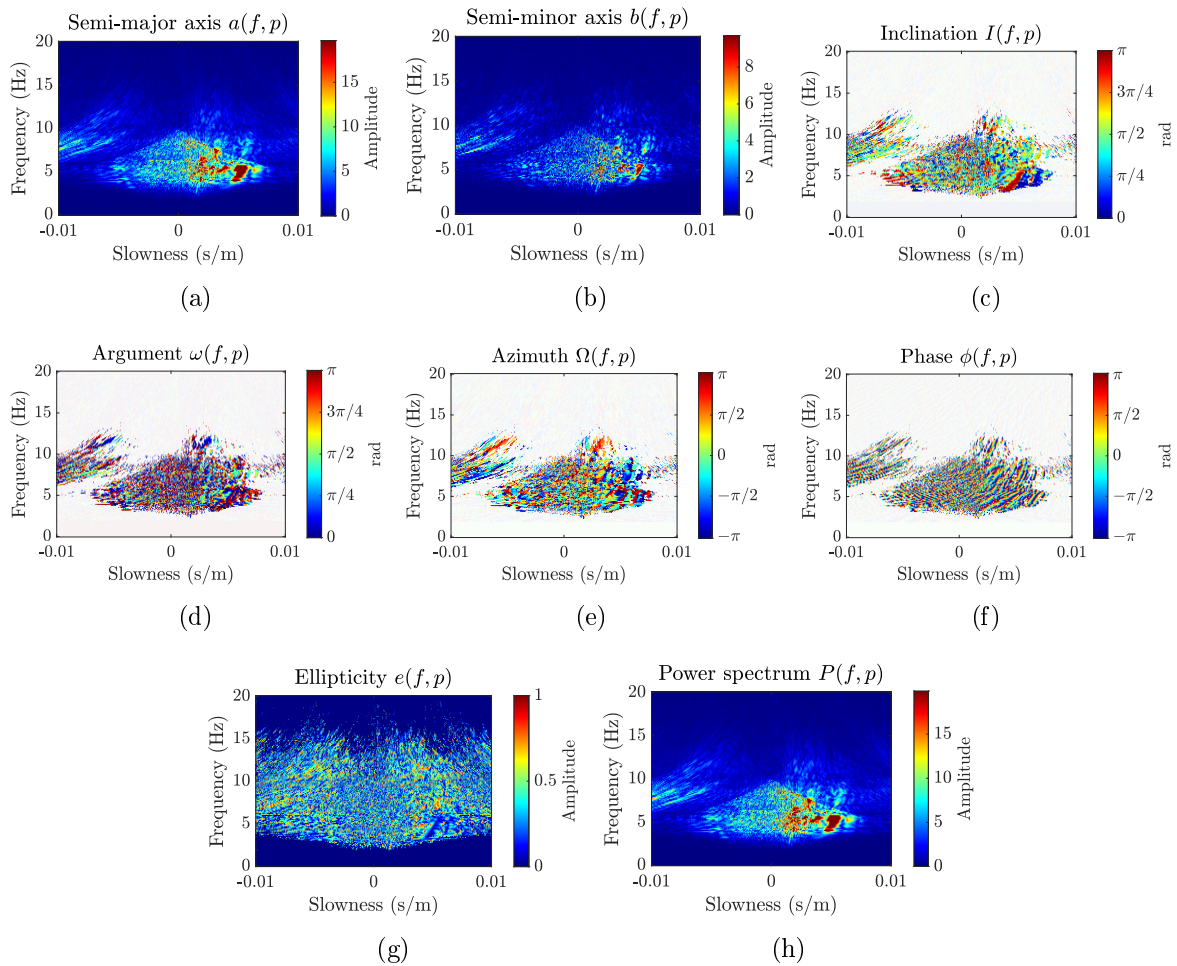 Semi-major axis a(f, p)
20
15
10
5
0
Frequency (Hz)
-0.01
0
0.01
Slowness (s/m)
15
10
5
0
Amplitude
(a)
Semi-minor axis b(f, p)
20
15
10
5
0
Frequency (Hz)
-0.01
0
0.01
Slowness (s/m)
8
6
4
2
0
Amplitude
(b)
Inclination I(f, p)
20
15
10
5
0
Frequency (Hz)
-0.01
0
0.01
Slowness (s/m)
π
3π/4
π/2
π/4
0
rad
(c)
Argument ω(f, p)
20
15
10
5
0
Frequency (Hz)
-0.01
0
0.01
Slowness (s/m)
π
3π/4
π/2
π/4
0
rad
(d)
Azimuth Ω(f, p)
20
15
10
5
0
Frequency (Hz)
-0.01
0
0.01
Slowness (s/m)
π
π/2
0
−π/2
−π
rad
(e)
Phase ϕ(f, p)
20
15
10
5
0
Frequency (Hz)
-0.01
0
0.01
Slowness (s/m)
π
π/2
0
−π/2
−π
rad
(f)
Ellipticity e(f, p)
20
15
10
5
0
Frequency (Hz)
-0.01
0
0.01
Slowness (s/m)
1
0.5
0
Amplitude
(g)
Power spectrum P(f, p)
20
15
10
5
0
Frequency (Hz)
-0.01
0
0.01
Slowness (s/m)
15
10
5
0
Amplitude
(h)